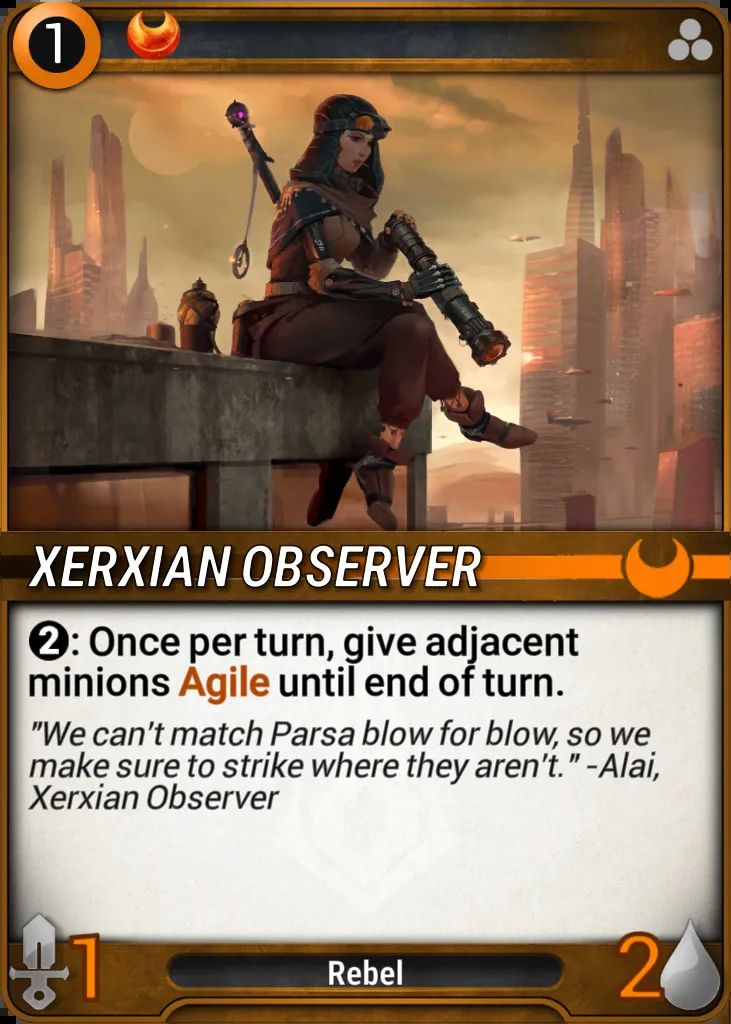 1
XERXIAN OBSERVER
2: Once per turn, give adjacent
minions Agile until end of turn.
"We can't match Parsa blow for blow, so we
make sure to strike where they aren't." -Alai,
Xerxian Observer
1
Rebel
2